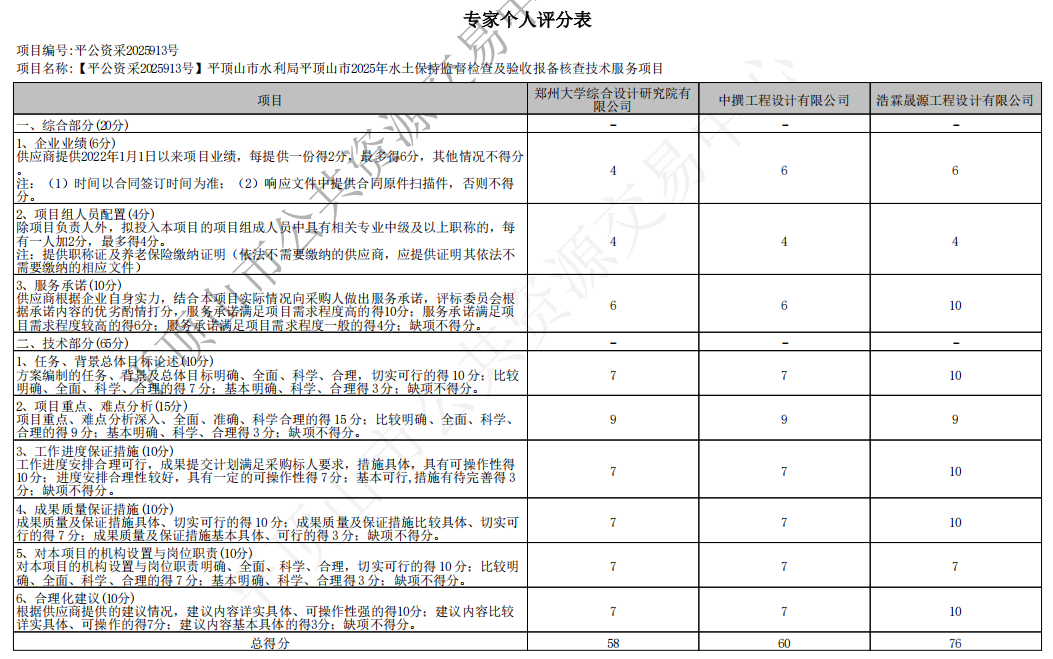 专家个人评分表
项目编号:平公资采2025913号
项目名称:【平公资采2025913号】平顶山市水利局平顶山市2025年水土保持监督检查及验收报备核查技术服务项目
项目 郑州大学综合设计研究院有限公司 中撰工程设计有限公司 浩霖晟源工程设计有限公司
一、综合部分(20分) - - -
1、企业业绩(6分)
供应商提供2022年1月1日以来项目业绩，每提供一份得2分，最多得6分，其他情况不得分
。
注：（1）时间以合同签订时间为准；（2）响应文件中提供合同原件扫描件，否则不得
分。
4 6 6
2、项目组人员配置(4分)
除项目负责人外，拟投入本项目的项目组成人员中具有相关专业中级及以上职称的，每
有一人加2分，最多得4分。
注：提供职称证及养老保险缴纳证明（依法不需要缴纳的供应商，应提供证明其依法不
需要缴纳的相应文件）
4 4 4
3、服务承诺(10分)
供应商根据企业自身实力，结合本项目实际情况向采购人做出服务承诺，评标委员会根
据承诺内容的优劣酌情打分，服务承诺满足项目需求程度高的得10分；服务承诺满足项
目需求程度较高的得6分；服务承诺满足项目需求程度一般的得4分；缺项不得分。
6 6 10
二、技术部分(65分) - - -
1、任务、背景总体目标论述(10分)
方案编制的任务、背景及总体目标明确、全面、科学、合理，切实可行的得 10 分；比较
明确、全面、科学、合理的得 7 分；基本明确、科学、合理得 3 分；缺项不得分。
7 7 10
2、项目重点、难点分析(15分)
项目重点、难点分析深入、全面、准确、科学合理的得 15 分；比较明确、全面、科学、
合理的得 9 分；基本明确、科学、合理得 3 分；缺项不得分。
9 9 9
3、工作进度保证措施(10分)
工作进度安排合理可行，成果提交计划满足采购标人要求，措施具体，具有可操作性得
10分；进度安排合理性较好，具有一定的可操作性得 7分；基本可行,措施有待完善得 3
分；缺项不得分。
7 7 10
4、成果质量保证措施(10分)
成果质量及保证措施具体、切实可行的得 10 分；成果质量及保证措施比较具体、切实可
行的得 7 分；成果质量及保证措施基本具体、可行的得 3 分；缺项不得分。
7 7 10
5、对本项目的机构设置与岗位职责(10分)
对本项目的机构设置与岗位职责明确、全面、科学、合理，切实可行的得 10 分；比较明
确、全面、科学、合理的得 7 分；基本明确、科学、合理得 3 分；缺项不得分。
7 7 7
6、合理化建议(10分)
根据供应商提供的建议情况，建议内容详实具体、可操作性强的得10分；建议内容比较
详实具体、可操作的得7分；建议内容基本具体的得3分；缺项不得分。
7 7 10
总得分 58 60 76
平顶山市公共资源交易中
平顶山市公共资源交易中心